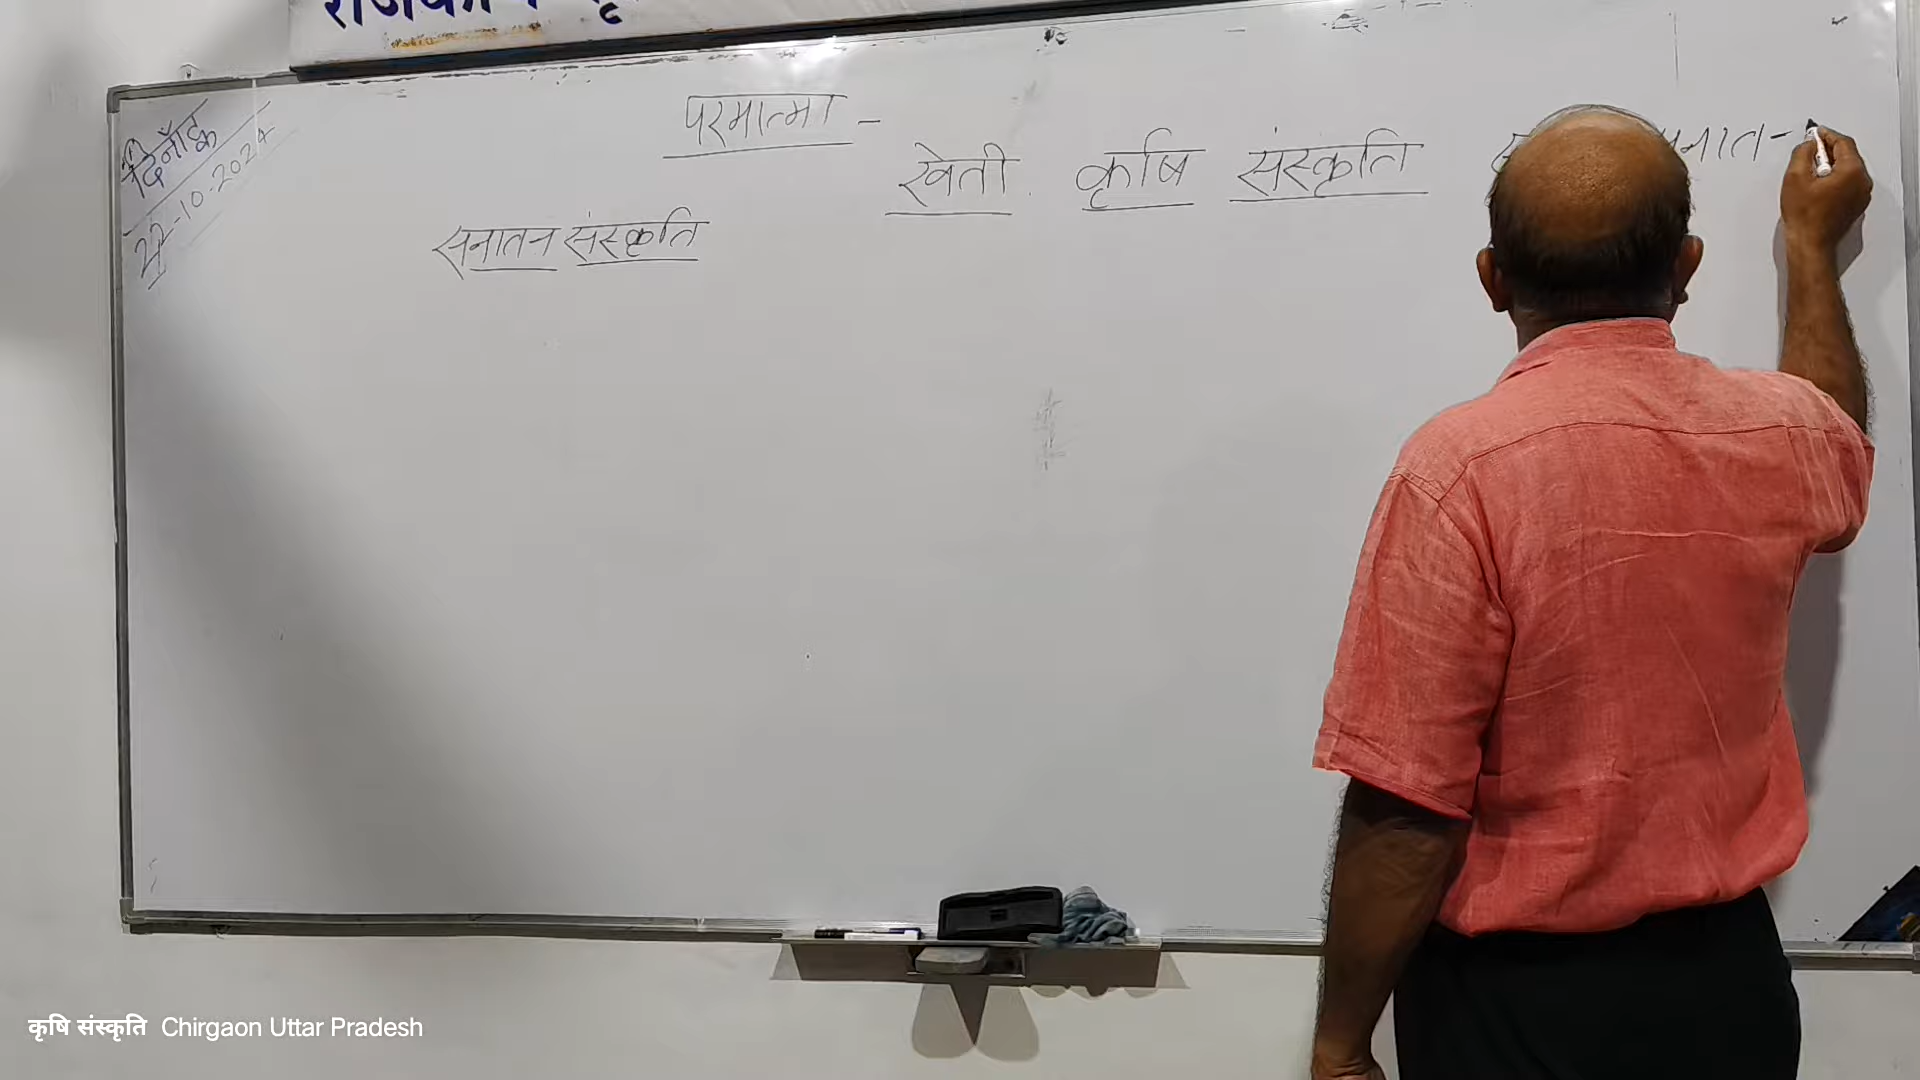 दिनाँक
22-10-2024
परमात्मा -
खेती कृषि संस्कृति
सनातन संस्कृति
कृषि संस्कृति Chirgaon Uttar Pradesh